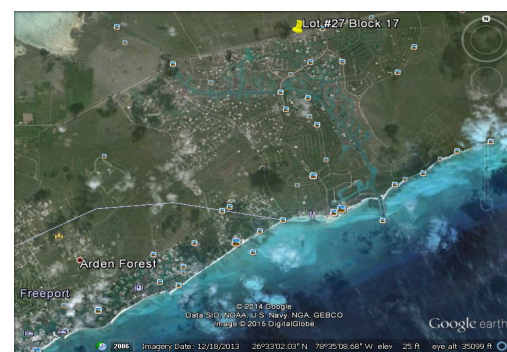 N
Lot #27 Block 17
Arden Forest
Freeport
© 2014 Google
Data SIO, NOAA, U.S. Navy, NGA, GEBCO
Image © 2015 DigitalGlobe
Google earth
2006 Imagery Date: 12/18/2013 26°33'02.03" N 78°35'08.68" W elev 25 ft eye alt 35099 ft